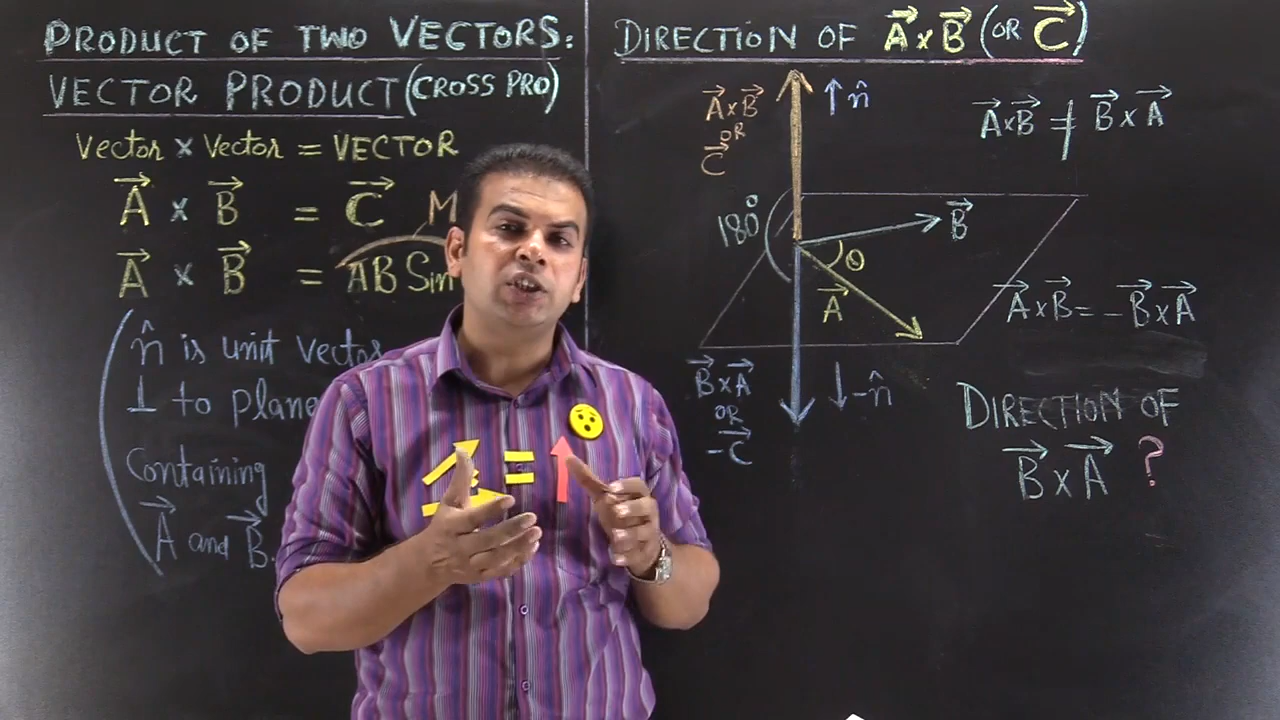 PRODUCT OF TWO VECTORS:
VECTOR PRODUCT (CROSS PRO)
Vector × Vector = VECTOR
A⃗ × B⃗ = C⃗
M
A⃗ × B⃗ = AB Sin
n̂ is unit vector
⊥ to plane
Containing
A⃗ and B⃗.
DIRECTION OF A⃗×B⃗ (OR C⃗)
A⃗×B⃗
OR
C⃗
↑ n̂
A⃗×B⃗ ≠ B⃗×A⃗
180°
B⃗
θ
A⃗
A⃗×B⃗ = -B⃗×A⃗
B⃗×A⃗
OR
-C⃗
↓ -n̂
DIRECTION OF
B⃗×A⃗ ?
=